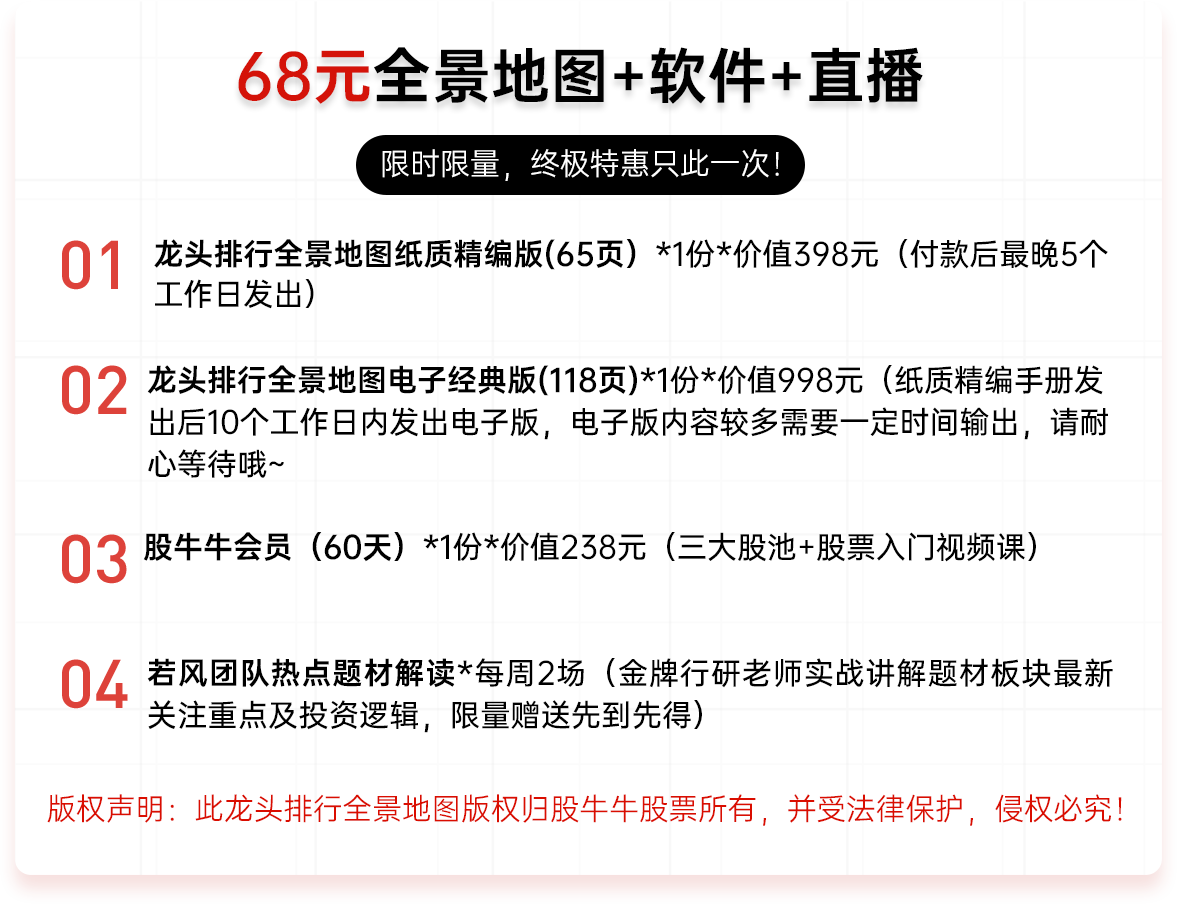 68元全景地图+软件+直播
限时限量，终极特惠只此一次！
01
龙头排行全景地图纸质精编版(65页）*1份*价值398元（付款后最晚5个
工作日发出）
02
龙头排行全景地图电子经典版(118页)*1份*价值998元（纸质精编手册发
出后10个工作日内发出电子版，电子版内容较多需要一定时间输出，请耐
心等待哦~
03
股牛牛会员（60天）*1份*价值238元（三大股池+股票入门视频课）
04
若风团队热点题材解读*每周2场（金牌行研老师实战讲解题材板块最新
关注重点及投资逻辑，限量赠送先到先得）
版权声明：此龙头排行全景地图版权归股牛牛股票所有，并受法律保护，侵权必究！